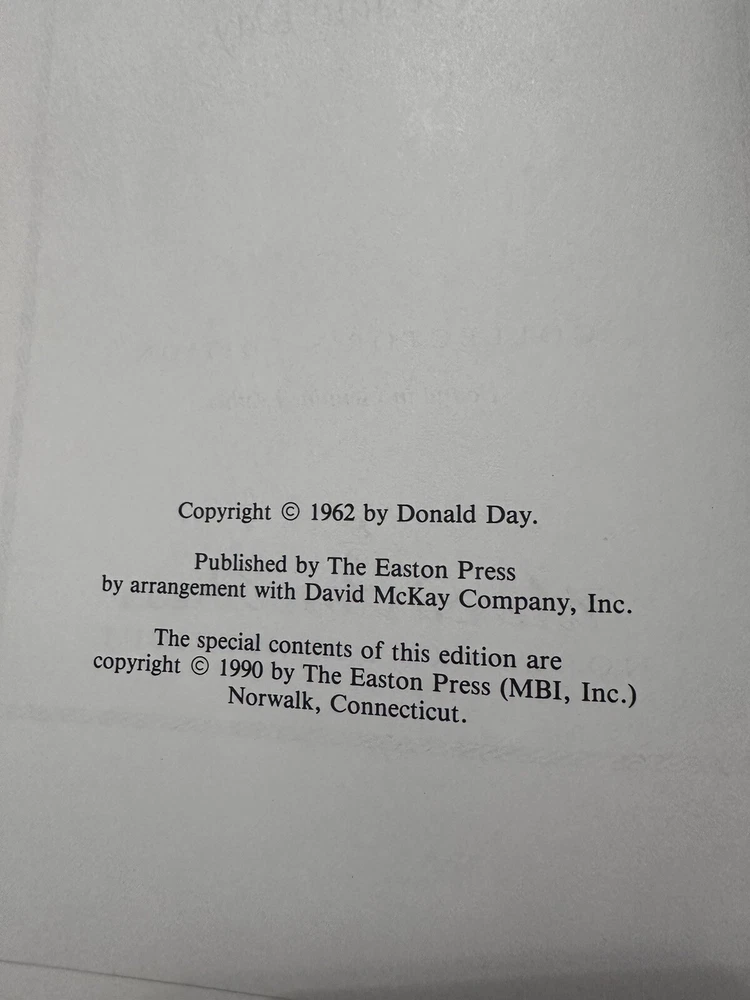 Copyright © 1962 by Donald Day.
Published by The Easton Press
by arrangement with David McKay Company, Inc.
The special contents of this edition are
copyright © 1990 by The Easton Press (MBI, Inc.)
Norwalk, Connecticut.